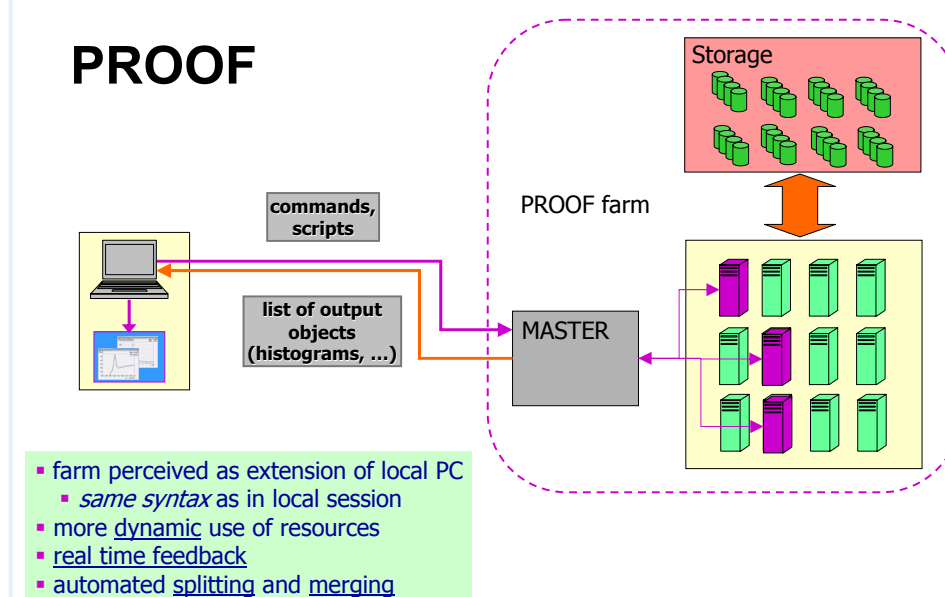 PROOF
Storage
commands,
scripts
PROOF farm
list of output
objects
(histograms, ...)
MASTER
▪ farm perceived as extension of local PC
▪ same syntax as in local session
▪ more dynamic use of resources
▪ real time feedback
▪ automated splitting and merging